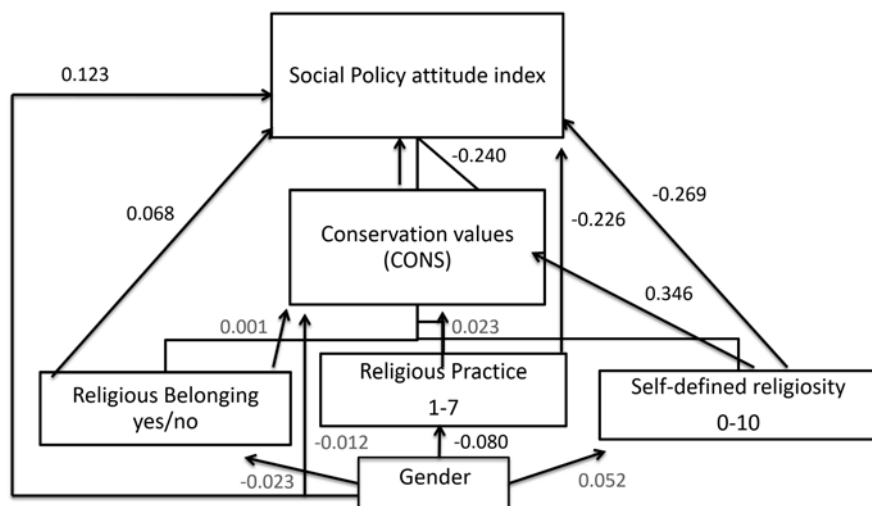 Social Policy attitude index
0.123
-0.240
0.068
-0.269
-0.226
Conservation values
(CONS)
0.346
0.001
0.023
Religious Belonging
yes/no
Religious Practice
1-7
Self-defined religiosity
0-10
-0.012
-0.080
-0.023
Gender
0.052